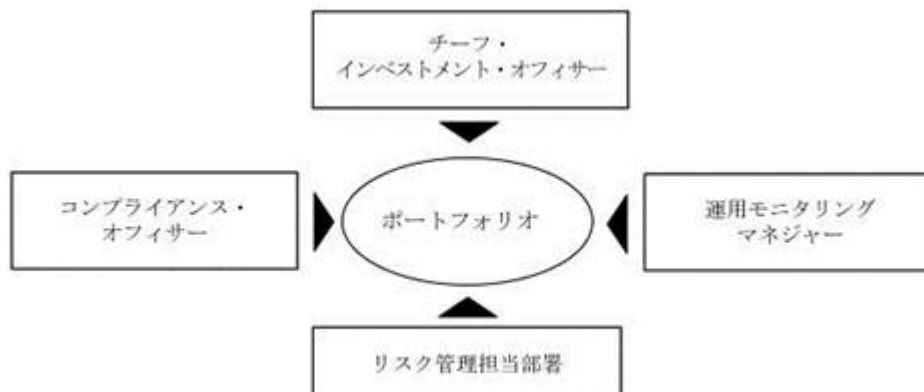 チーフ・
インベストメント・オフィサー
コンプライアンス・
オフィサー
ポートフォリオ
運用モニタリング
マネジャー
リスク管理担当部署